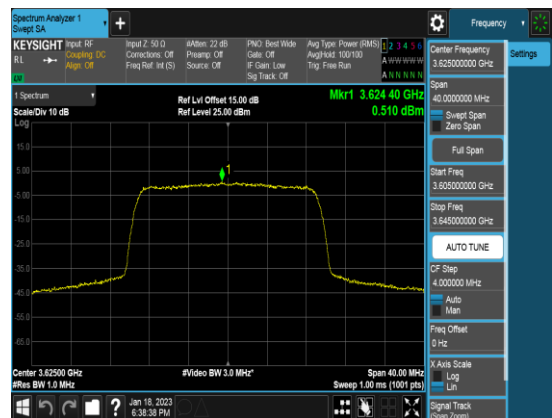 Spectrum Analyzer 1
Swept SA
+
Frequency
KEYSIGHT
R L
LV
Input: RF
Coupling: DC
Align: Off
Input Z: 50 Ω
Corrections: Off
Freq Ref: Int (S)
#Atten: 22 dB
Preamp: Off
Source: Off
PNO: Best Wide
Gate: Off
IF Gain: Low
Sig Track: Off
Avg Type: Power (RMS)
Avg|Hold: 100/100
Trig: Free Run
1 2 3 4 5 6
A W W W W W
A N N N N N
1 Spectrum
Scale/Div 10 dB
Log
Ref Lvl Offset 15.00 dB
Ref Level 25.00 dBm
Mkr1 3.624 40 GHz
0.510 dBm
1
15.0
5.00
-5.00
-15.0
-25.0
-35.0
-45.0
-55.0
-65.0
Center 3.62500 GHz
#Res BW 1.0 MHz
#Video BW 3.0 MHz*
Span 40.00 MHz
Sweep 1.00 ms (1001 pts)
?
Jan 18, 2023
6:38:38 PM
Center Frequency
3.625000000 GHz
Span
40.0000000 MHz
Swept Span
Zero Span
Full Span
Start Freq
3.605000000 GHz
Stop Freq
3.645000000 GHz
AUTO TUNE
CF Step
4.000000 MHz
Auto
Man
Freq Offset
0 Hz
X Axis Scale
Log
Lin
Signal Track
(Span Zoom)
Settings